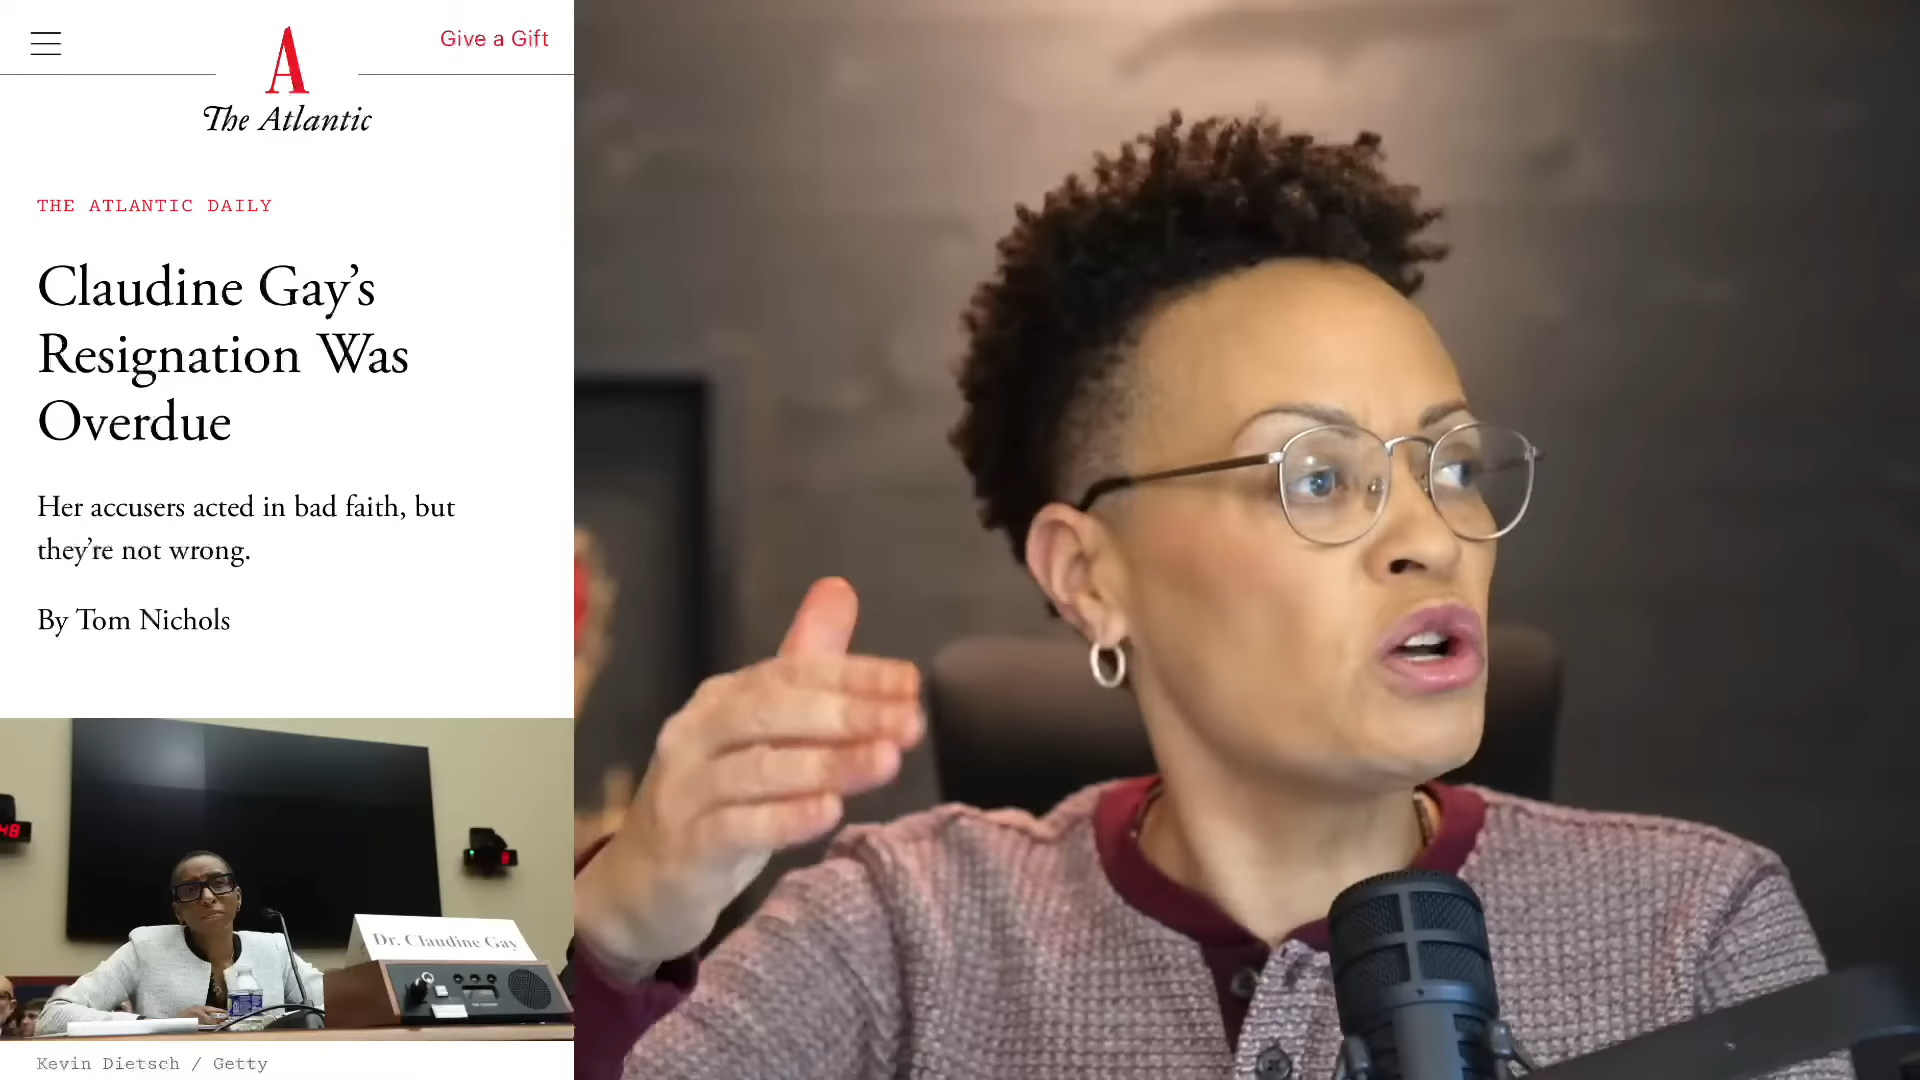 Give a Gift
A
The Atlantic
THE ATLANTIC DAILY
Claudine Gay's
Resignation Was
Overdue
Her accusers acted in bad faith, but
they're not wrong.
By Tom Nichols
48
Dr. Claudine Gay
Kevin Dietsch / Getty